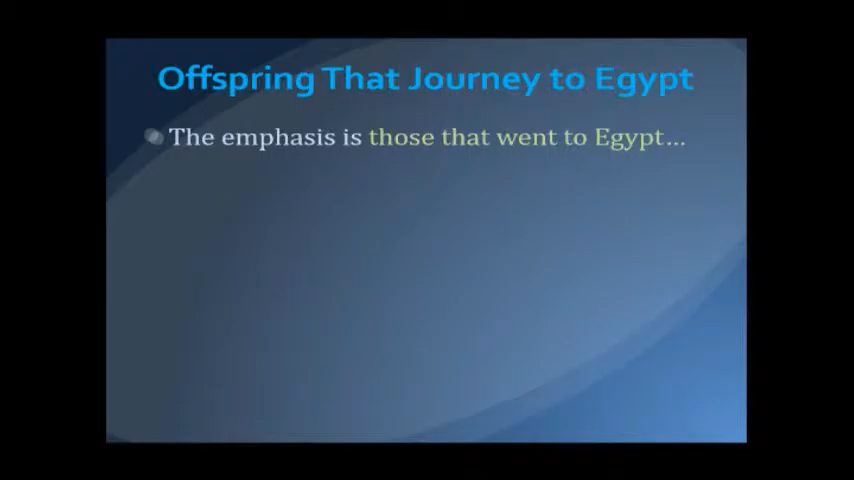 Offspring That Journey to Egypt
The emphasis is those that went to Egypt…